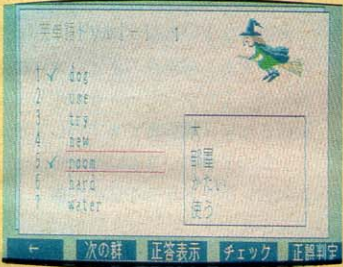 英単語ドリル
1 ✓ dog
2 use
3 try
4 new
5 ✓ room
6 hard
7 water
木
部屋
かたい
使う
← 次の群 正答表示 チェック 正誤判定